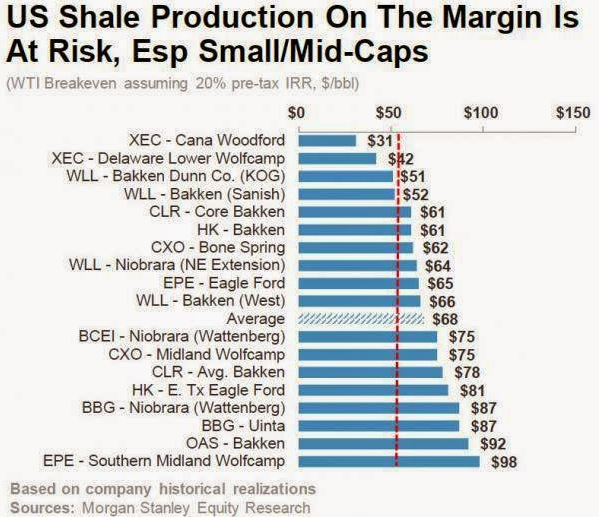 US Shale Production On The Margin Is
At Risk, Esp Small/Mid-Caps
(WTI Breakeven assuming 20% pre-tax IRR, $/bbl)
$0 $50 $100 $150
XEC - Cana Woodford $31
XEC - Delaware Lower Wolfcamp $42
WLL - Bakken Dunn Co. (KOG) $51
WLL - Bakken (Sanish) $52
CLR - Core Bakken $61
HK - Bakken $61
CXO - Bone Spring $62
WLL - Niobrara (NE Extension) $64
EPE - Eagle Ford $65
WLL - Bakken (West) $66
Average $68
BCEI - Niobrara (Wattenberg) $75
CXO - Midland Wolfcamp $75
CLR - Avg. Bakken $78
HK - E. Tx Eagle Ford $81
BBG - Niobrara (Wattenberg) $87
BBG - Uinta $87
OAS - Bakken $92
EPE - Southern Midland Wolfcamp $98
Based on company historical realizations
Sources: Morgan Stanley Equity Research